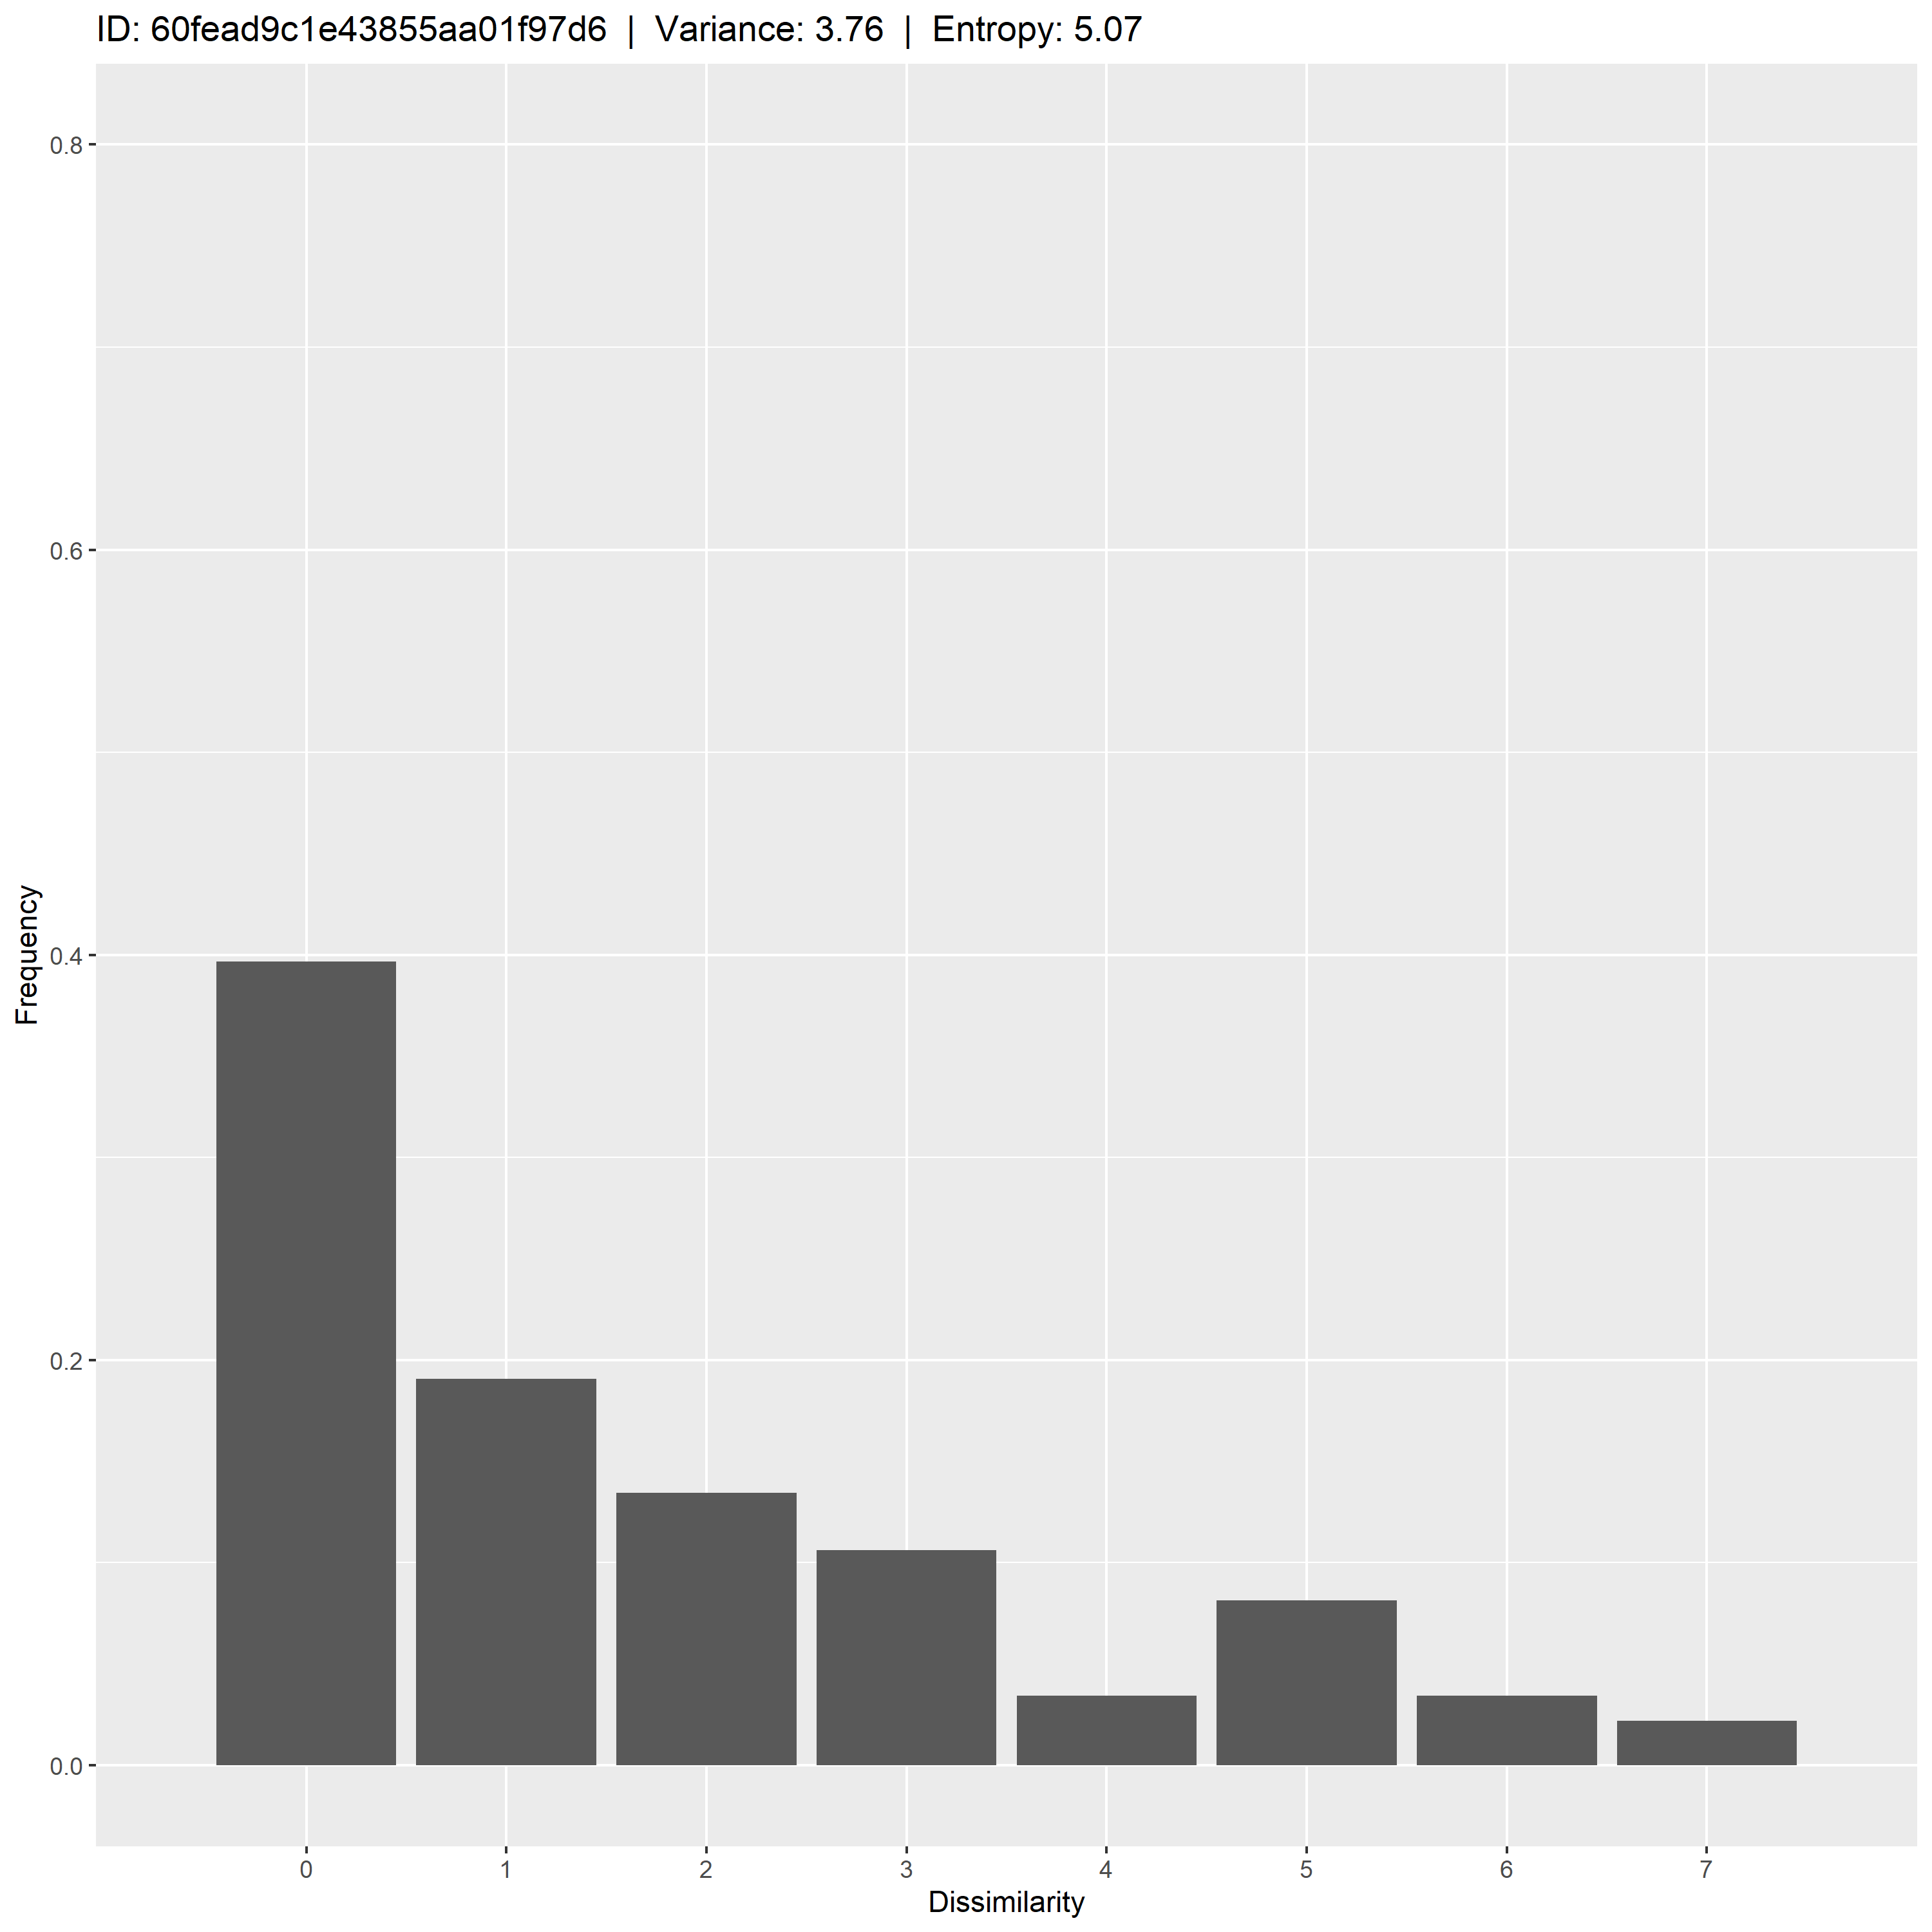 ID: 60fead9c1e43855aa01f97d6  |  Variance: 3.76  |  Entropy: 5.07
0.8
0.6
0.4
0.2
0.0
Frequency
0 1 2 3 4 5 6 7
Dissimilarity